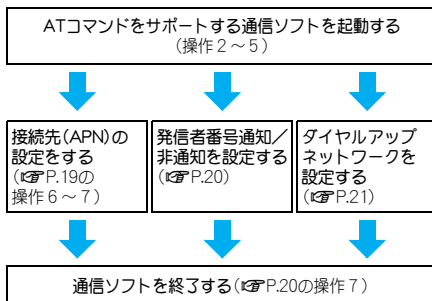 ATコマンドをサポートする通信ソフトを起動する
(操作2～5)
接続先(APN)の
設定をする
(☞P.19の
操作6～7)
発信者番号通知／
非通知を設定する
(☞P.20)
ダイヤルアップ
ネットワークを
設定する
(☞P.21)
通信ソフトを終了する(☞P.20の操作7)